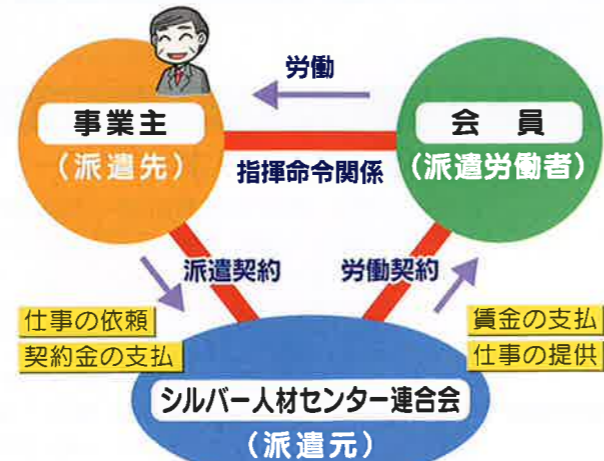 労働
事業主
（派遣先）
会　員
（派遣労働者）
指揮命令関係
派遣契約
労働契約
仕事の依頼
契約金の支払
賃金の支払
仕事の提供
シルバー人材センター連合会
（派遣元）